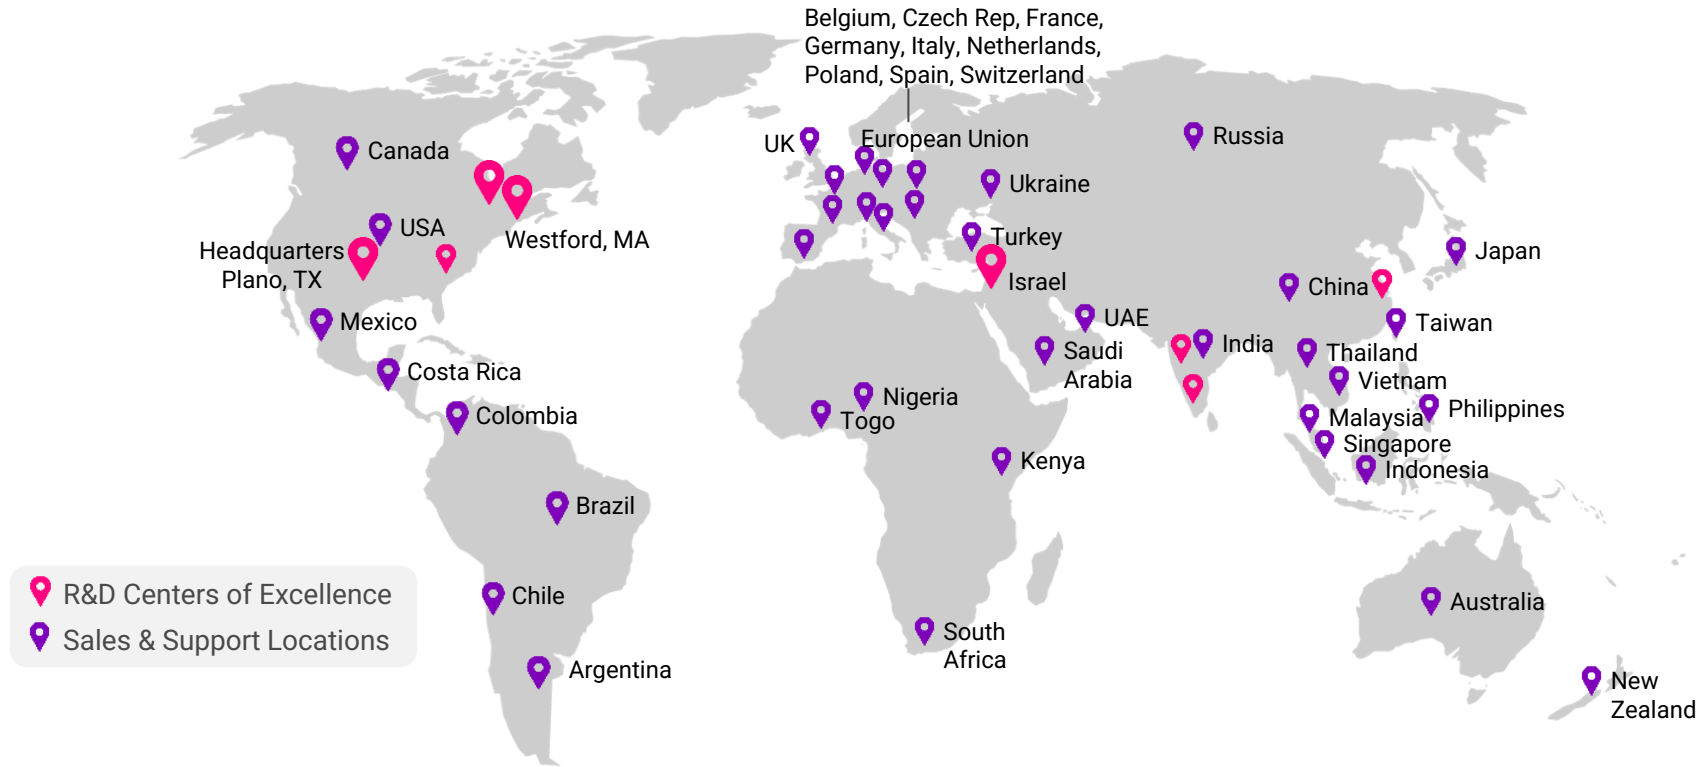 Belgium, Czech Rep, France,
Germany, Italy, Netherlands,
Poland, Spain, Switzerland
European Union
UK
Russia
Canada
Ukraine
USA
Westford, MA
Headquarters
Plano, TX
Turkey
Israel
Japan
China
Mexico
UAE
Taiwan
Saudi
Arabia
India
Thailand
Costa Rica
Vietnam
Nigeria
Togo
Colombia
Philippines
Malaysia
Singapore
Indonesia
Kenya
Brazil
Chile
Australia
R&D Centers of Excellence
Sales & Support Locations
South
Africa
Argentina
New
Zealand